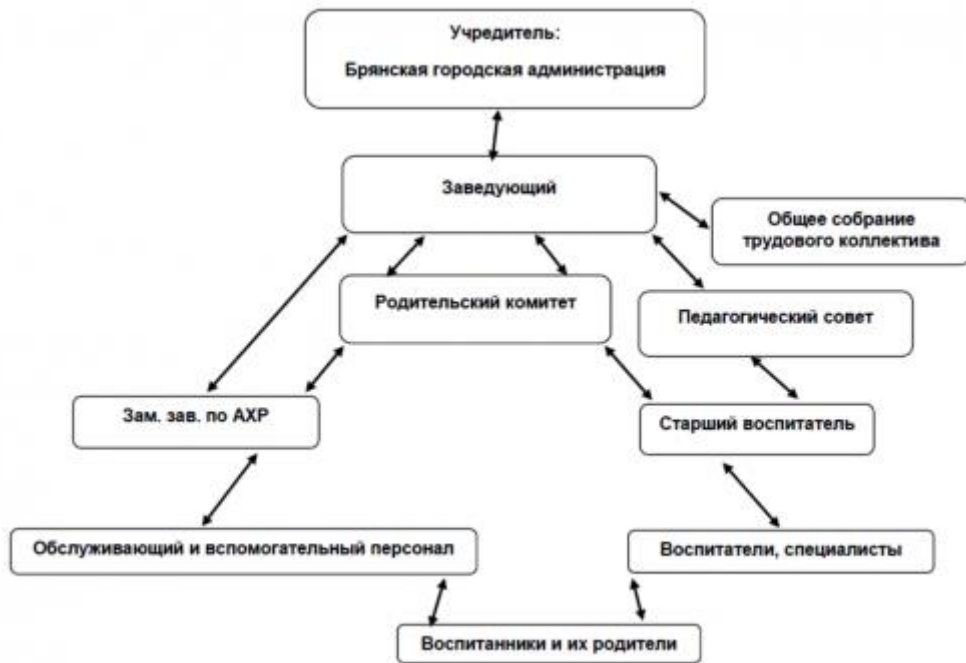 Учредитель:
Брянская городская администрация
Заведующий
Общее собрание
трудового коллектива
Родительский комитет
Педагогический совет
Зам. зав. по АХР
Старший воспитатель
Обслуживающий и вспомогательный персонал
Воспитатели, специалисты
Воспитанники и их родители